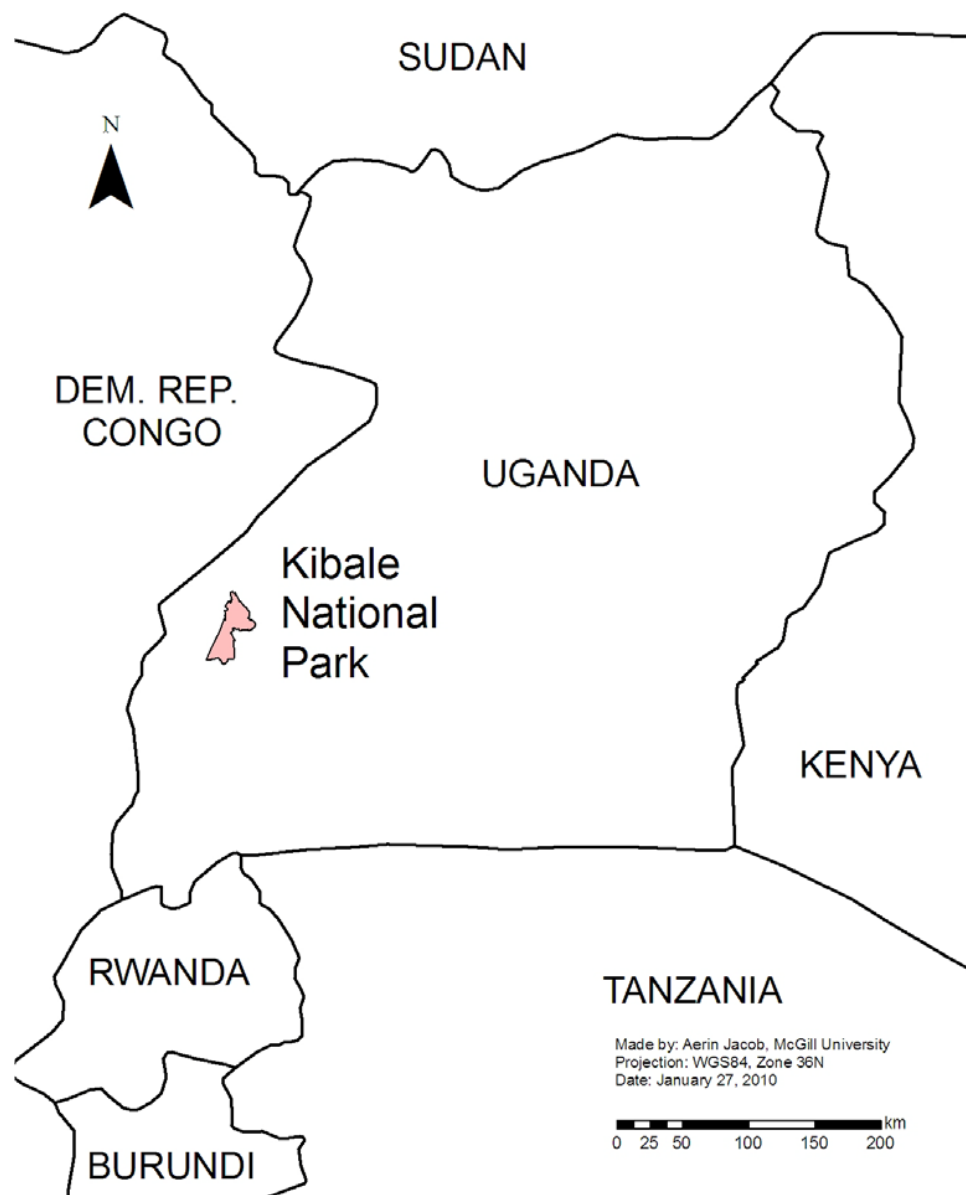 SUDAN
N
DEM. REP.
CONGO
UGANDA
Kibale
National
Park
KENYA
RWANDA
TANZANIA
Made by: Aerin Jacob, McGill University
Projection: WGS84, Zone 36N
Date: January 27, 2010
km
0 25 50 100 150 200
BURUNDI